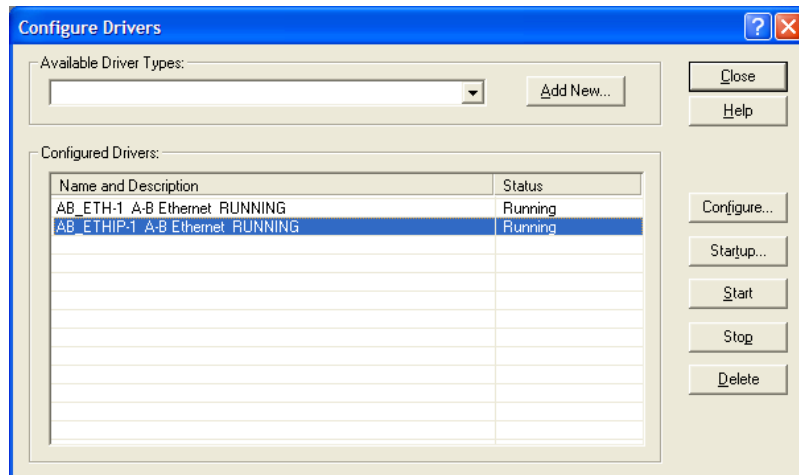 Configure Drivers
Available Driver Types:
Add New...
Close
Help
Configured Drivers:
Name and Description Status
AB_ETH-1 A-B Ethernet RUNNING Running
AB_ETHIP-1 A-B Ethernet RUNNING Running
Configure...
Startup...
Start
Stop
Delete